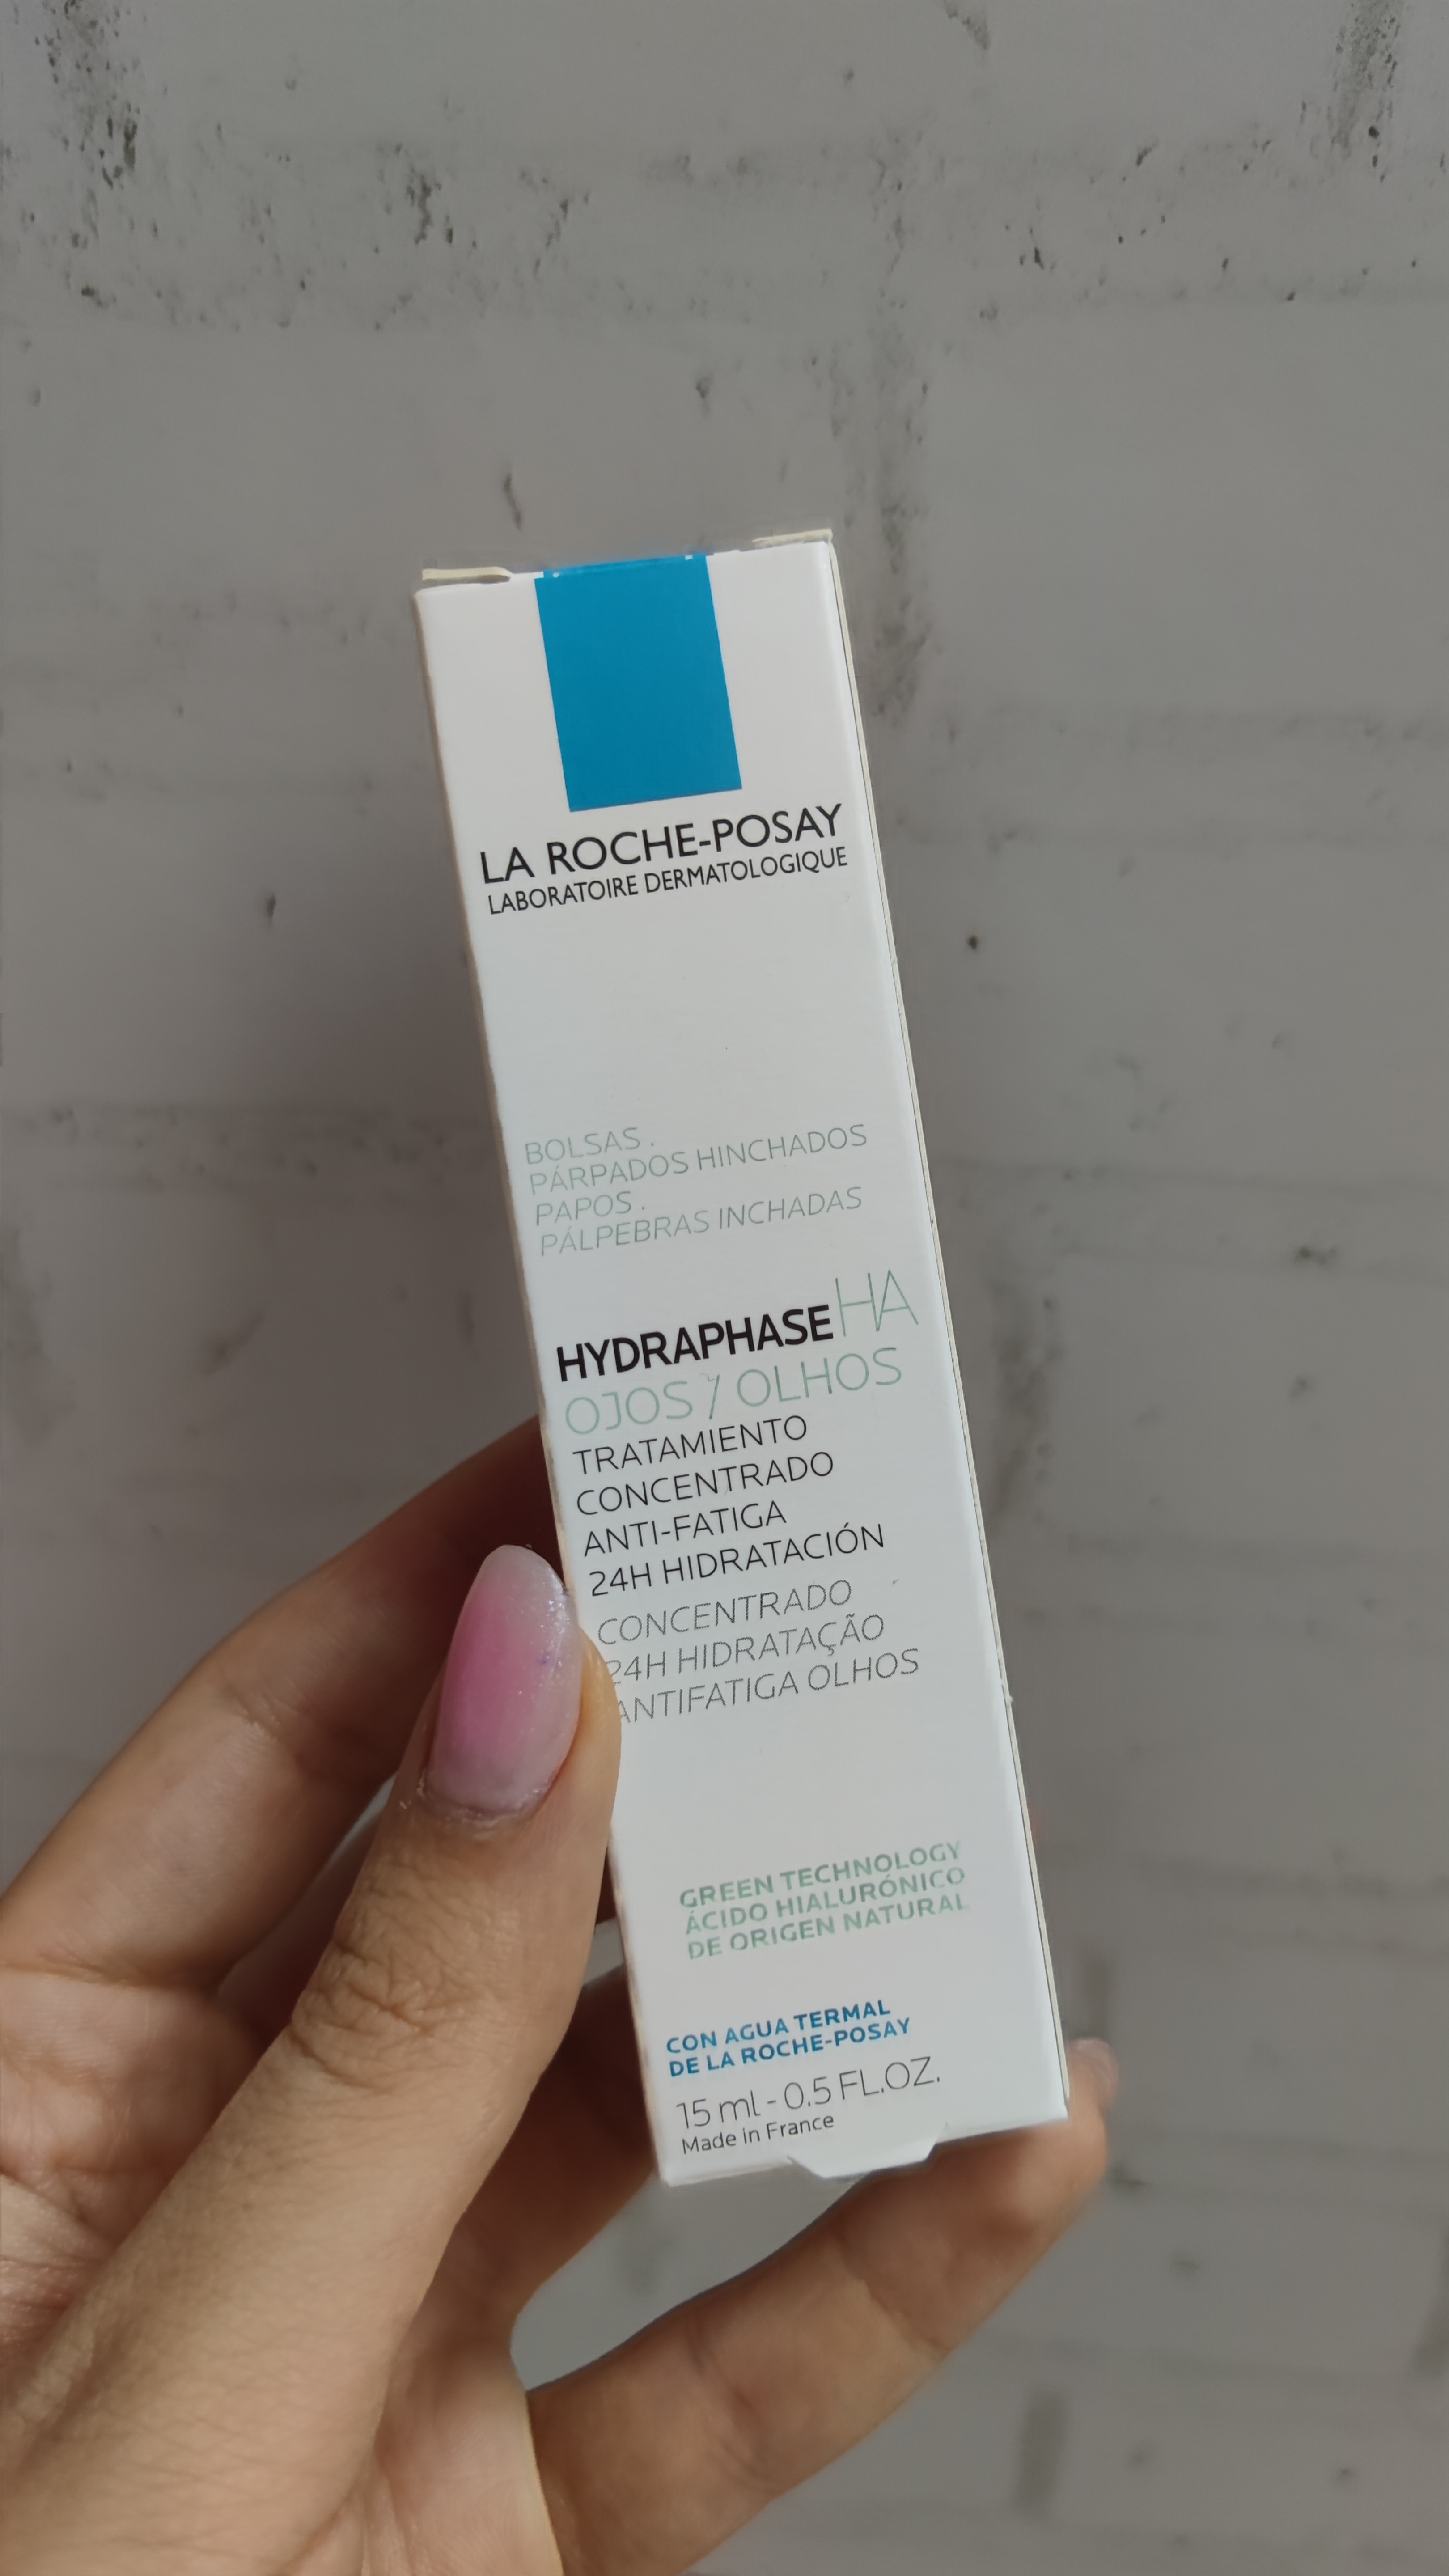 LA ROCHE-POSAY
LABORATOIRE DERMATOLOGIQUE
BOLSAS.
PÁRPADOS HINCHADOS
PAPOS.
PÁLPEBRAS INCHADAS
HYDRAPHASE HA
OJOS / OLHOS
TRATAMIENTO
CONCENTRADO
ANTI-FATIGA
24H HIDRATACIÓN
CONCENTRADO
24H HIDRATAÇÃO
ANTIFATIGA OLHOS
GREEN TECHNOLOGY
ÁCIDO HIALURÓNICO
DE ORIGEN NATURAL
CON AGUA TERMAL
DE LA ROCHE-POSAY
15 ml - 0.5 FL.OZ.
Made in France